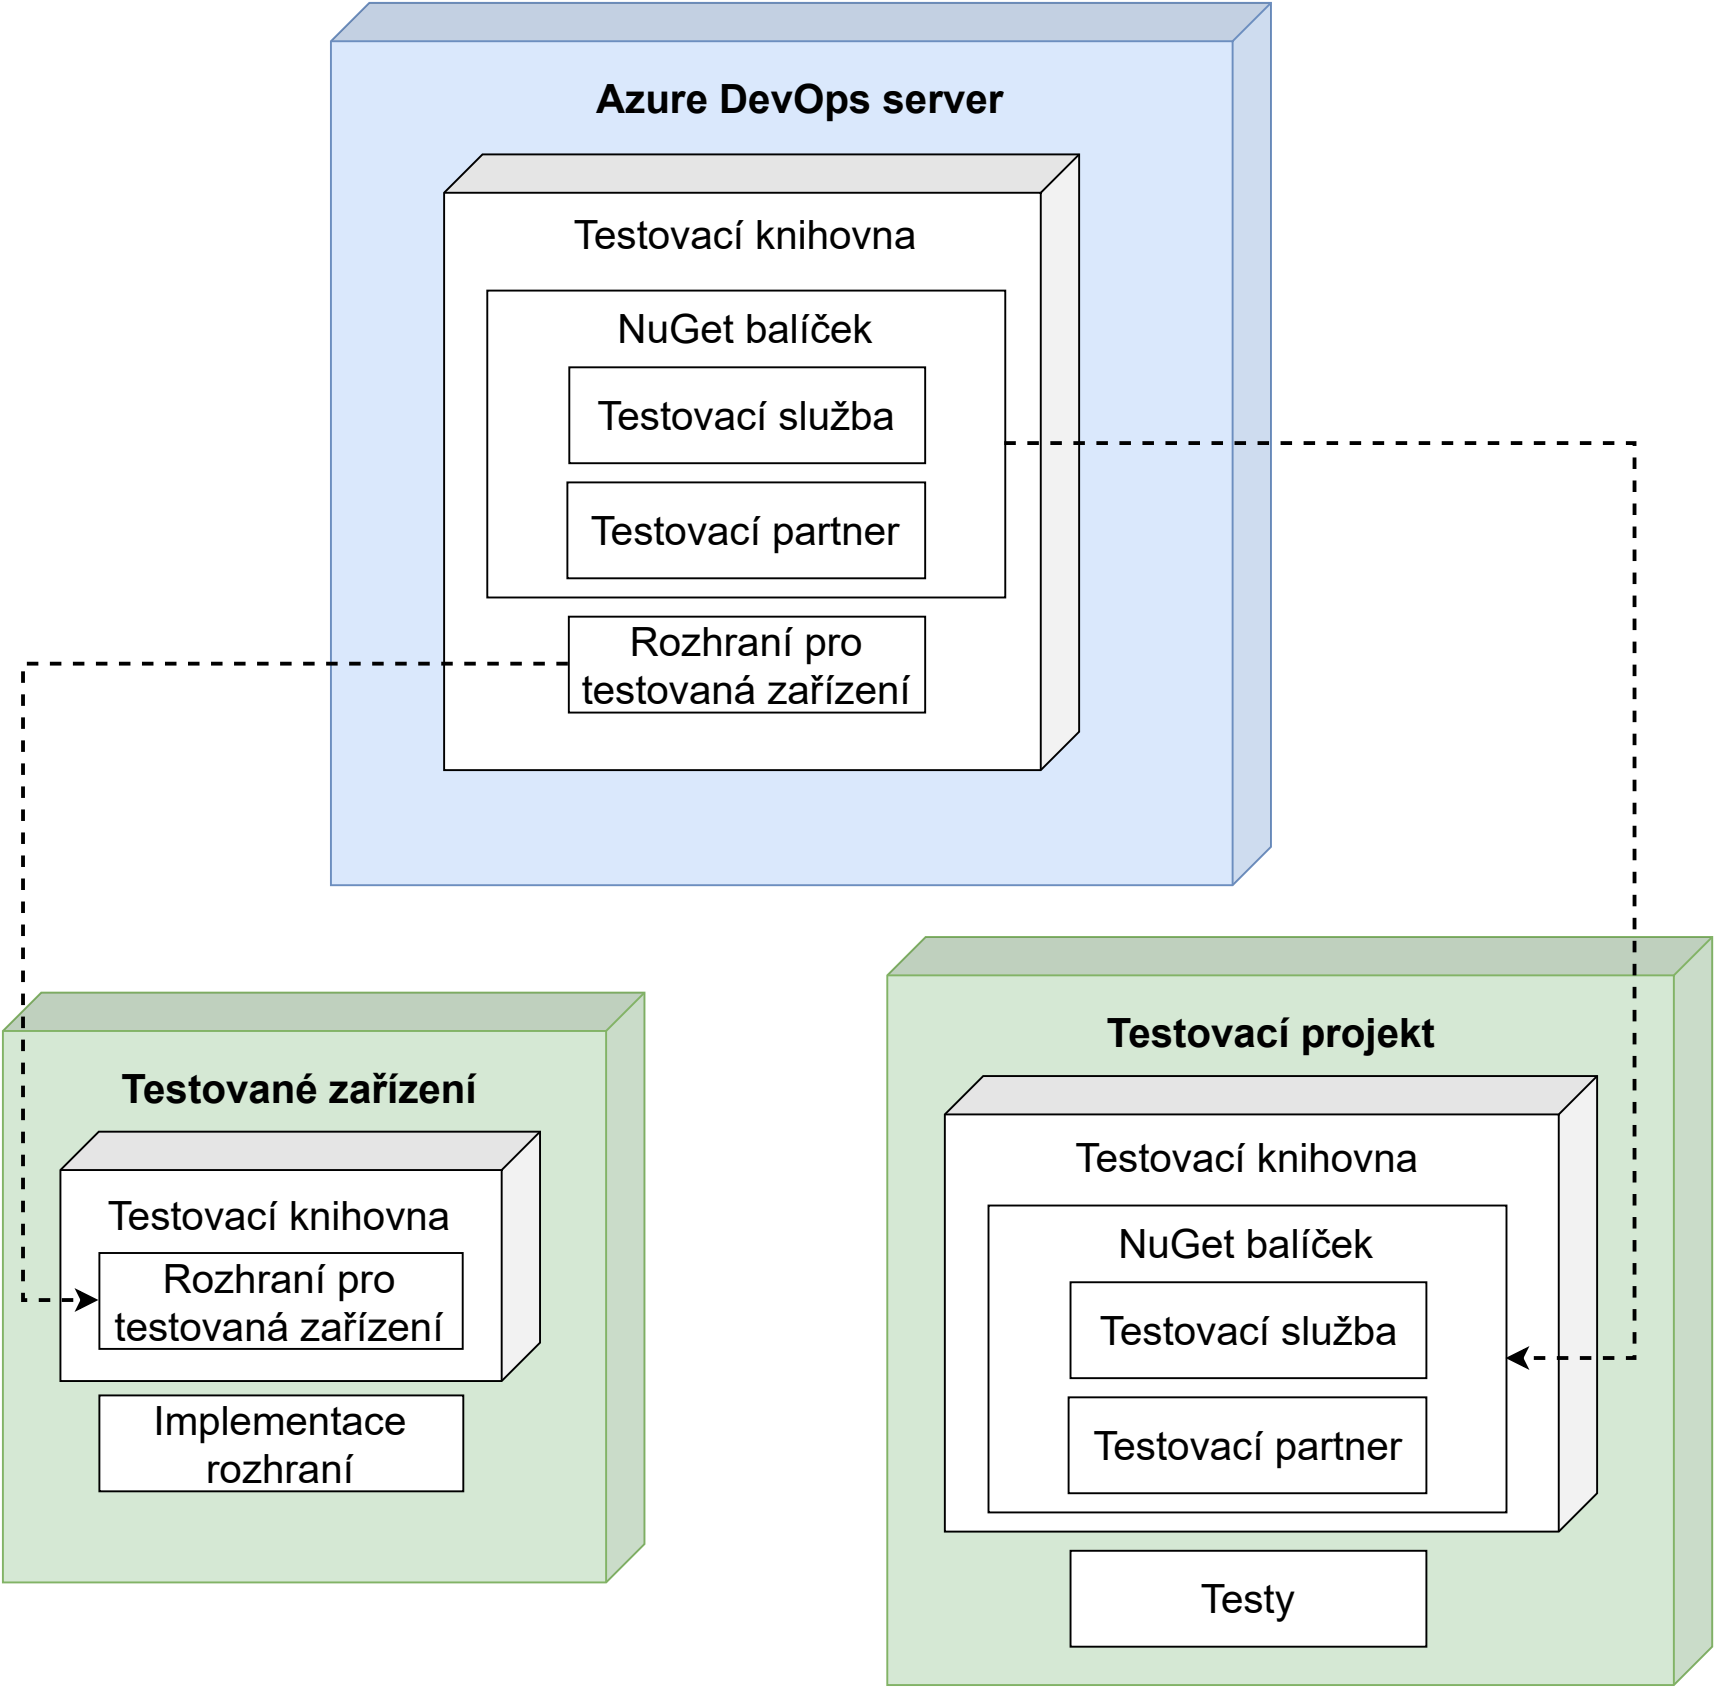 Azure DevOps server
Testovací knihovna
NuGet balíček
Testovací služba
Testovací partner
Rozhraní pro
testovaná zařízení
Testované zařízení
Testovací knihovna
Rozhraní pro
testovaná zařízení
Implementace
rozhraní
Testovací projekt
Testovací knihovna
NuGet balíček
Testovací služba
Testovací partner
Testy